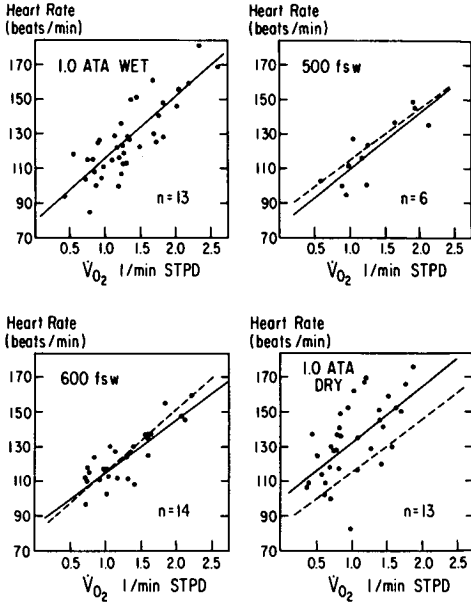 Heart Rate
(beats/min)
1.0 ATA WET
170
150
130
110
90
70
n=13
0.5 1.0 1.5 2.0 2.5
V̇O₂ l/min STPD
Heart Rate
(beats/min)
500 fsw
170
150
130
110
90
70
n=6
0.5 1.0 1.5 2.0 2.5
V̇O₂ l/min STPD
Heart Rate
(beats/min)
600 fsw
170
150
130
110
90
70
n=14
0.5 1.0 1.5 2.0 2.5
V̇O₂ l/min STPD
Heart Rate
(beats/min)
1.0 ATA
DRY
170
150
130
110
90
70
n=13
0.5 1.0 1.5 2.0 2.5
V̇O₂ l/min STPD